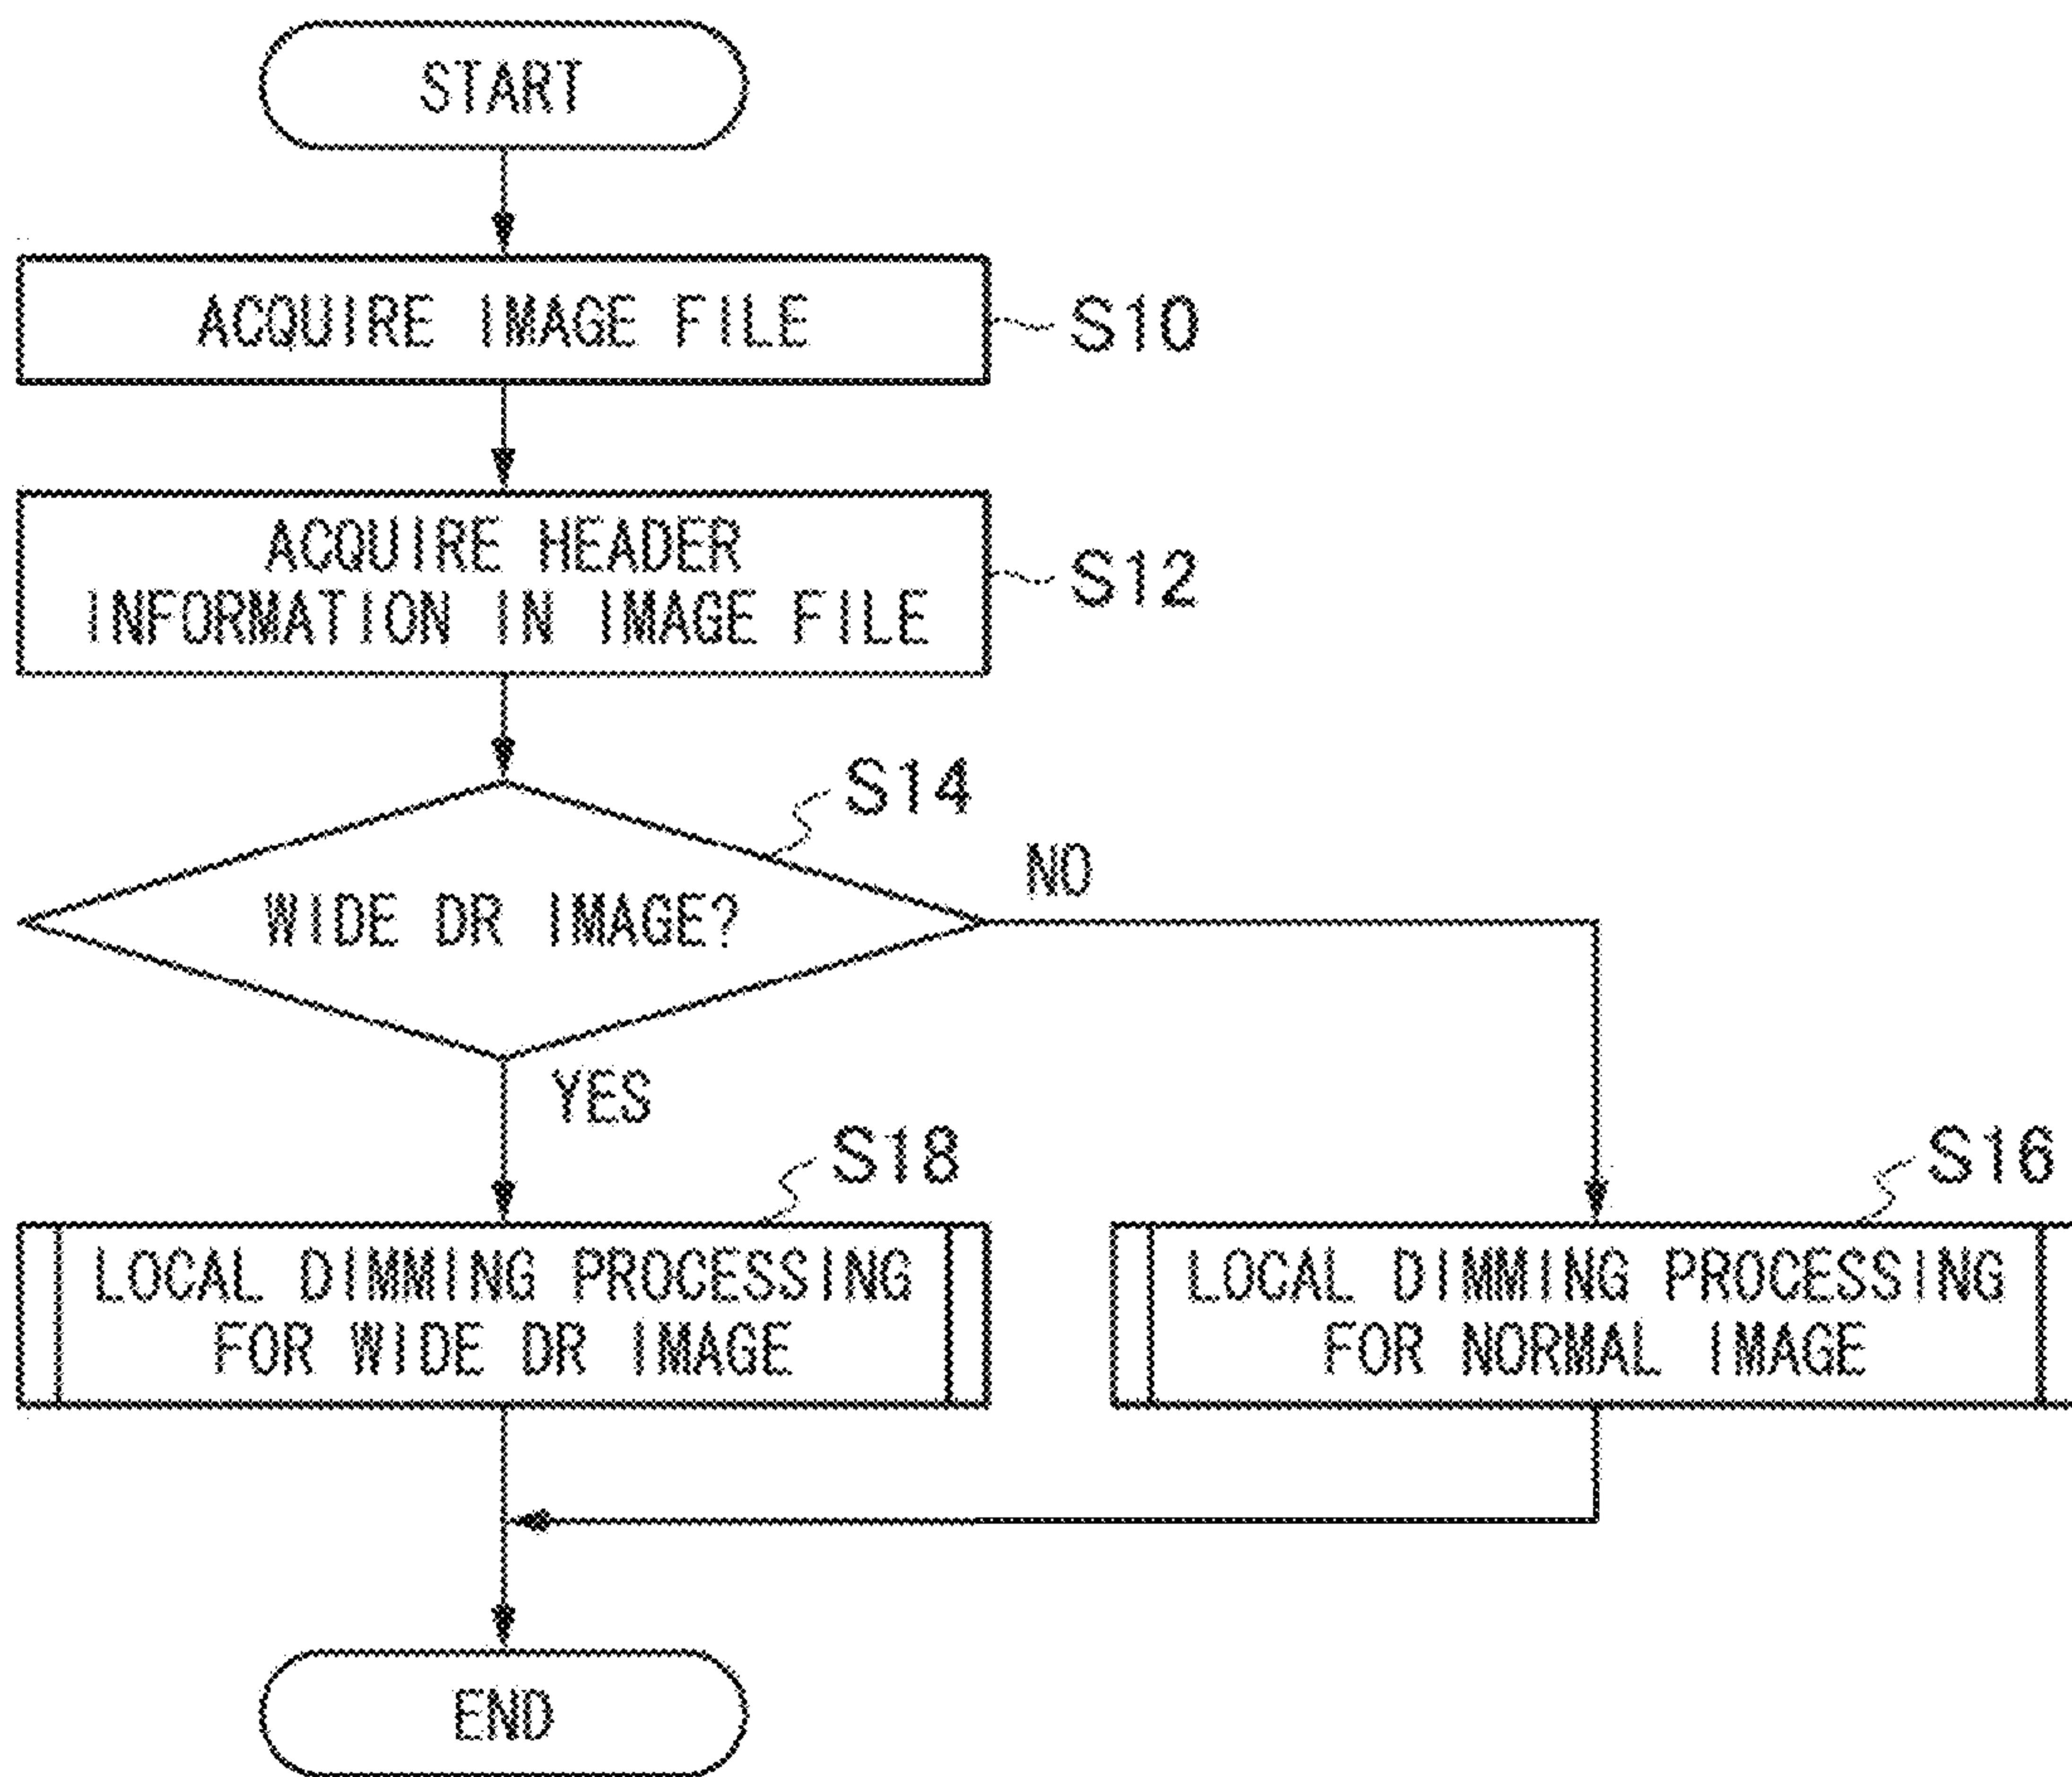 START
ACQUIRE IMAGE FILE
S10
ACQUIRE HEADER
INFORMATION IN IMAGE FILE
S12
S14
WIDE DR IMAGE?
NO
YES
S18
LOCAL DIMMING PROCESSING
FOR WIDE DR IMAGE
S16
LOCAL DIMMING PROCESSING
FOR NORMAL IMAGE
END